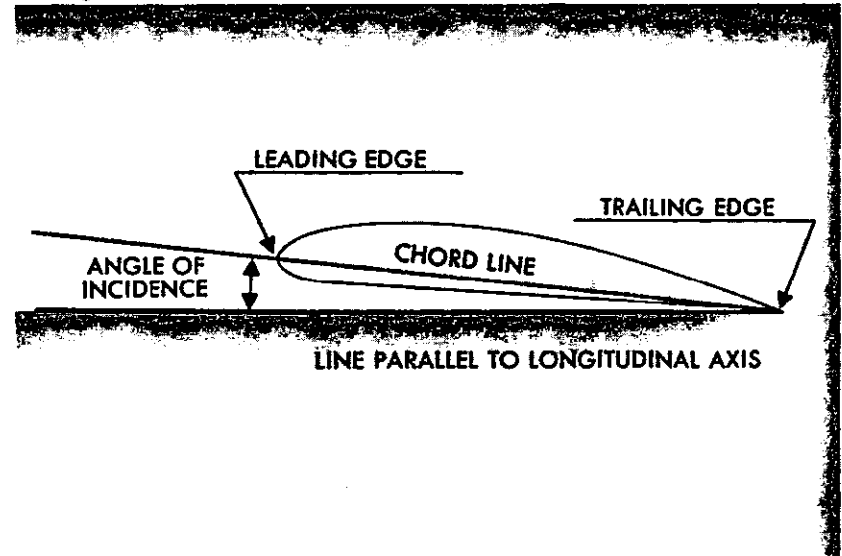 LEADING EDGE
TRAILING EDGE
CHORD LINE
ANGLE OF
INCIDENCE
LINE PARALLEL TO LONGITUDINAL AXIS